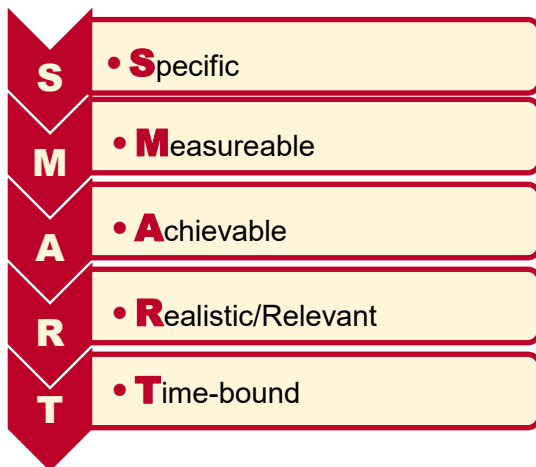 S
• Specific
M
• Measureable
A
• Achievable
R
• Realistic/Relevant
T
• Time-bound